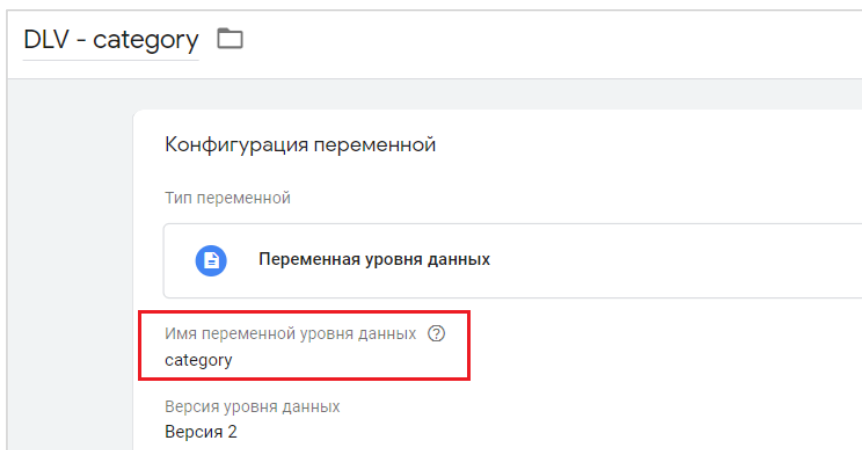 DLV - category
Конфигурация переменной
Тип переменной
Переменная уровня данных
Имя переменной уровня данных
category
Версия уровня данных
Версия 2